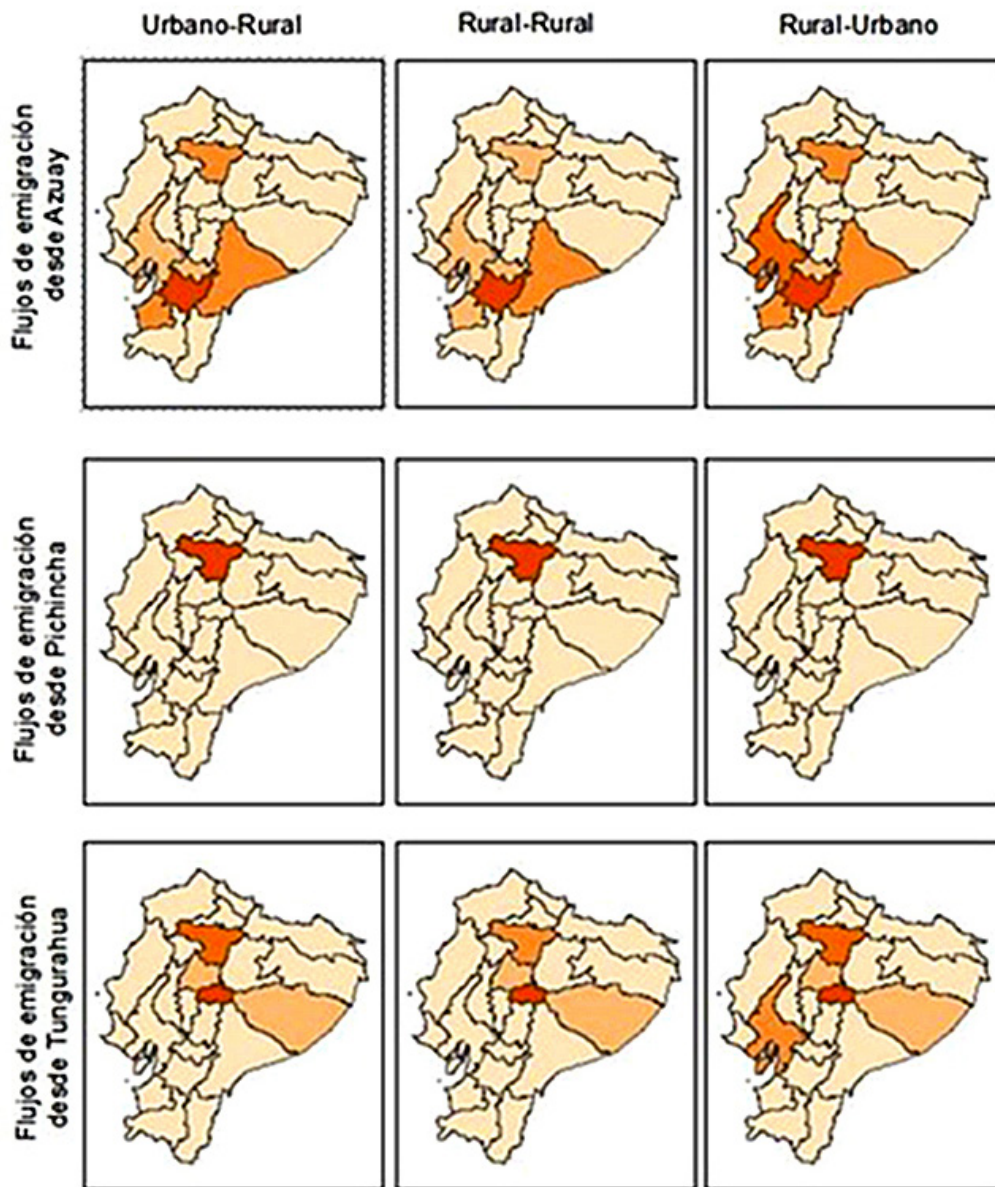 Urbano-Rural
Rural-Rural
Rural-Urbano
Flujos de emigración
desde Azuay
Flujos de emigración
desde Pichincha
Flujos de emigración
desde Tungurahua